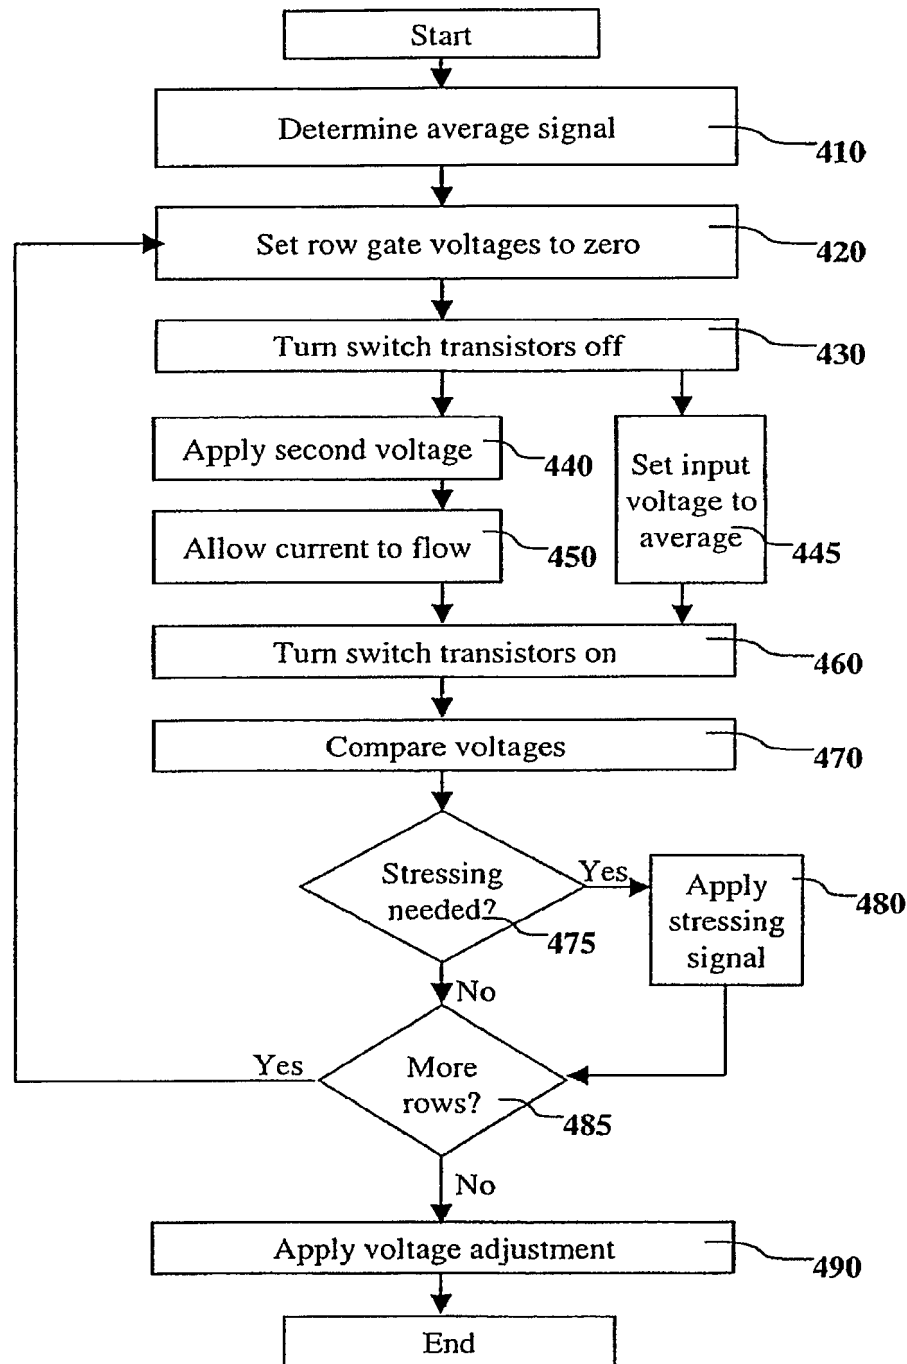 Start
Determine average signal
410
Set row gate voltages to zero
420
Turn switch transistors off
430
Apply second voltage
440
Set input
voltage to
average
445
Allow current to flow
450
Turn switch transistors on
460
Compare voltages
470
Stressing
needed?
475
Yes
Apply
stressing
signal
480
No
More
rows?
485
Yes
No
Apply voltage adjustment
490
End